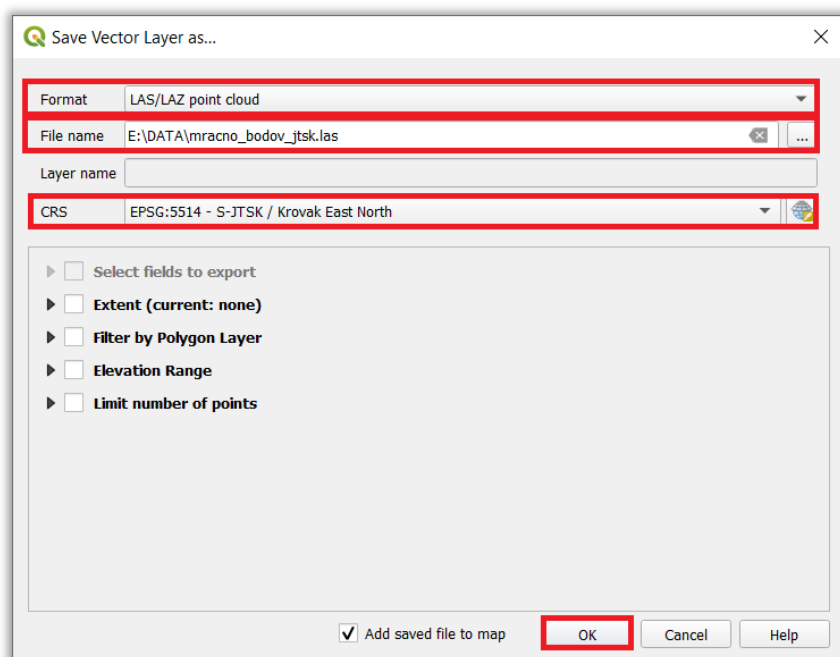 Save Vector Layer as...
Format LAS/LAZ point cloud
File name E:\DATA\mracno_bodov_jtsk.las ...
Layer name
CRS EPSG:5514 - S-JTSK / Krovak East North
Select fields to export
Extent (current: none)
Filter by Polygon Layer
Elevation Range
Limit number of points
Add saved file to map OK Cancel Help